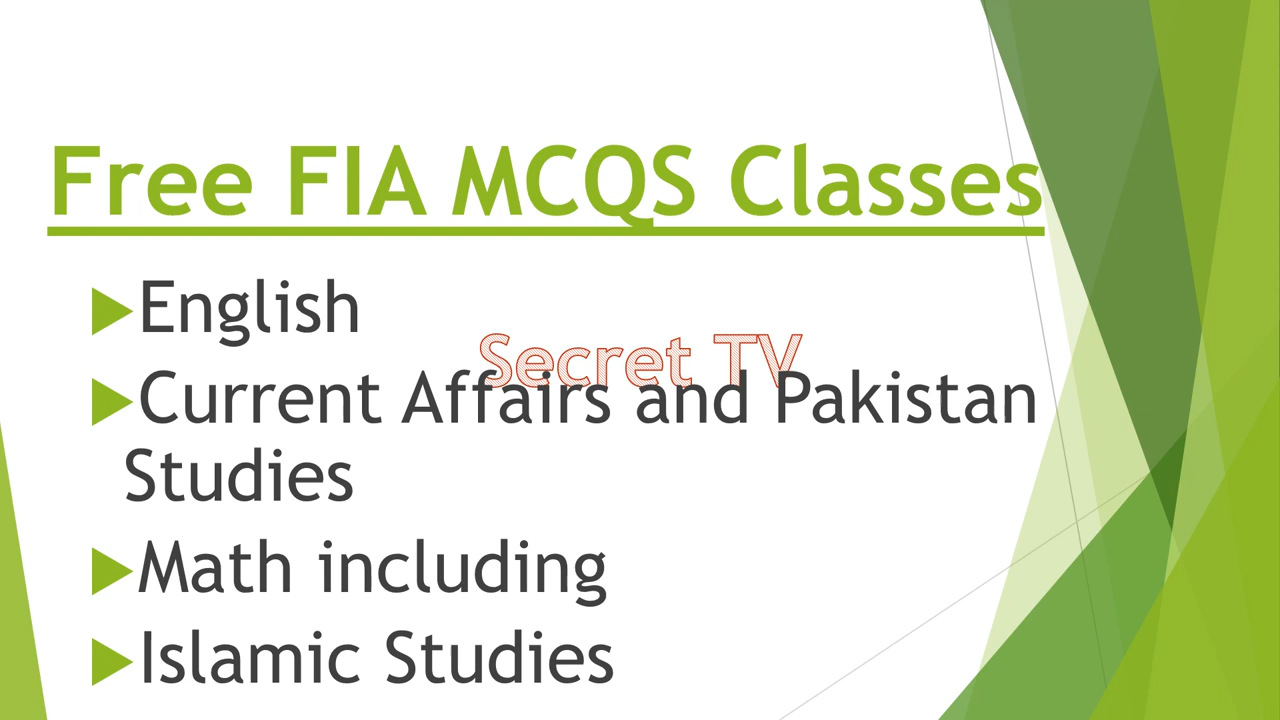 Free FIA MCQS Classes
English
Secret TV
Current Affairs and Pakistan
Studies
Math including
Islamic Studies